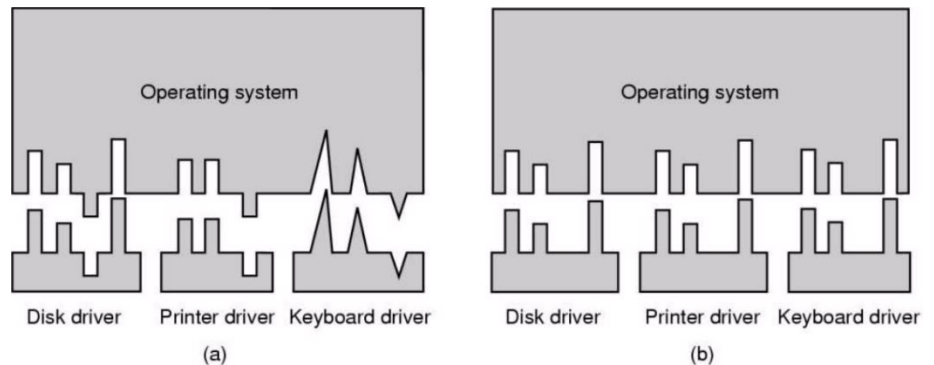 Operating system
Disk driver
Printer driver
Keyboard driver
(a)
Operating system
Disk driver
Printer driver
Keyboard driver
(b)